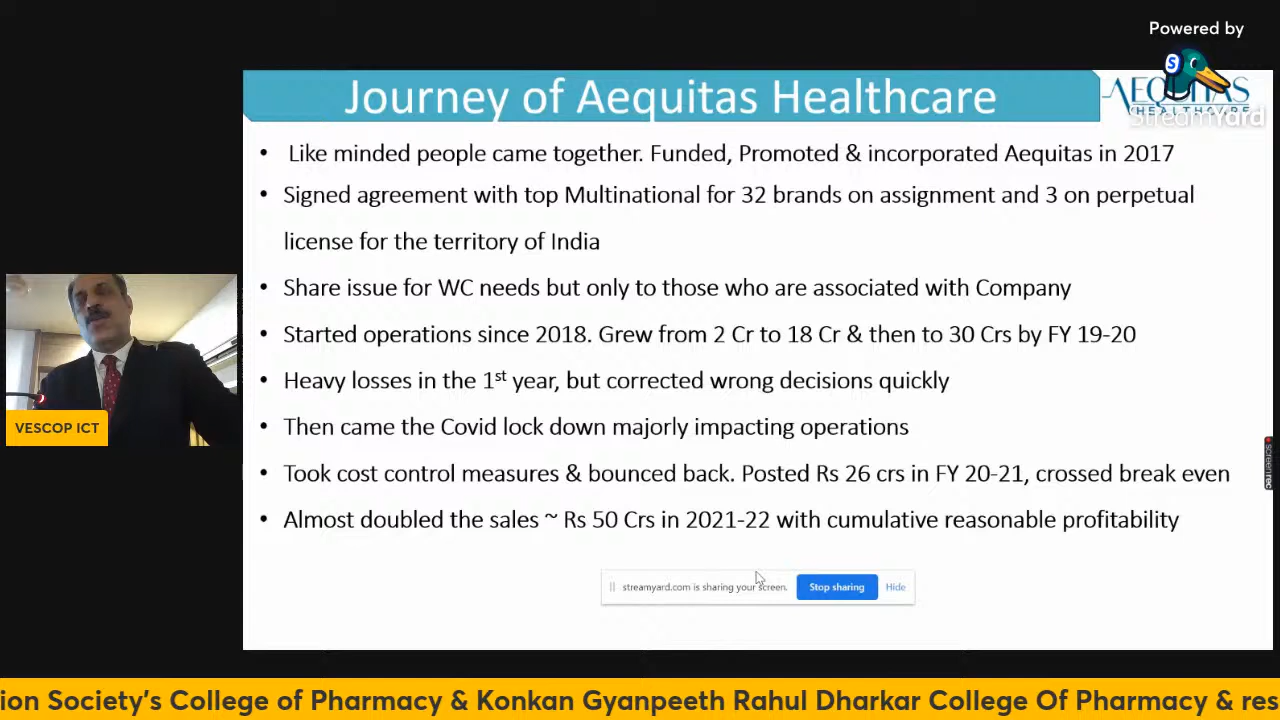 Powered by
StreamYard
Journey of Aequitas Healthcare
AEQUITAS
HEALTHCARE
• Like minded people came together. Funded, Promoted & incorporated Aequitas in 2017
• Signed agreement with top Multinational for 32 brands on assignment and 3 on perpetual
license for the territory of India
• Share issue for WC needs but only to those who are associated with Company
• Started operations since 2018. Grew from 2 Cr to 18 Cr & then to 30 Crs by FY 19-20
• Heavy losses in the 1st year, but corrected wrong decisions quickly
• Then came the Covid lock down majorly impacting operations
• Took cost control measures & bounced back. Posted Rs 26 crs in FY 20-21, crossed break even
• Almost doubled the sales ~ Rs 50 Crs in 2021-22 with cumulative reasonable profitability
VESCOP ICT
screenrec
streamyard.com is sharing your screen.
Stop sharing
Hide
ion Society's College of Pharmacy & Konkan Gyanpeeth Rahul Dharkar College Of Pharmacy & res